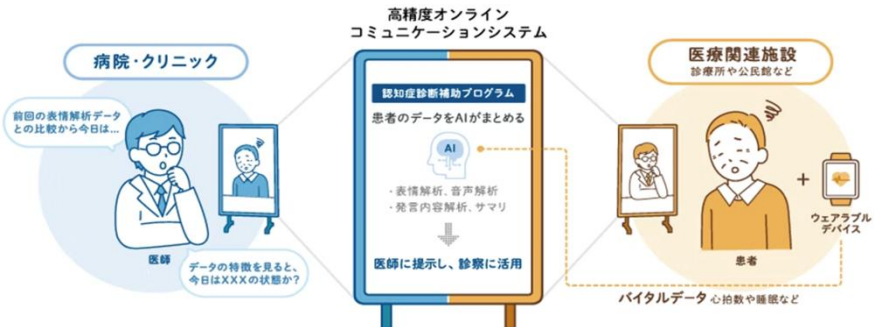 高精度オンライン
コミュニケーションシステム
病院・クリニック
前回の表情解析データ
との比較から今日は…
医師
データの特徴を見ると、
今日はXXXの状態か?
認知症診断補助プログラム
患者のデータをAIがまとめる
AI
・表情解析、音声解析
・発言内容解析、サマリ
医師に提示し、診察に活用
医療関連施設
診療所や公民館など
+
ウェアラブル
デバイス
患者
バイタルデータ 心拍数や睡眠など